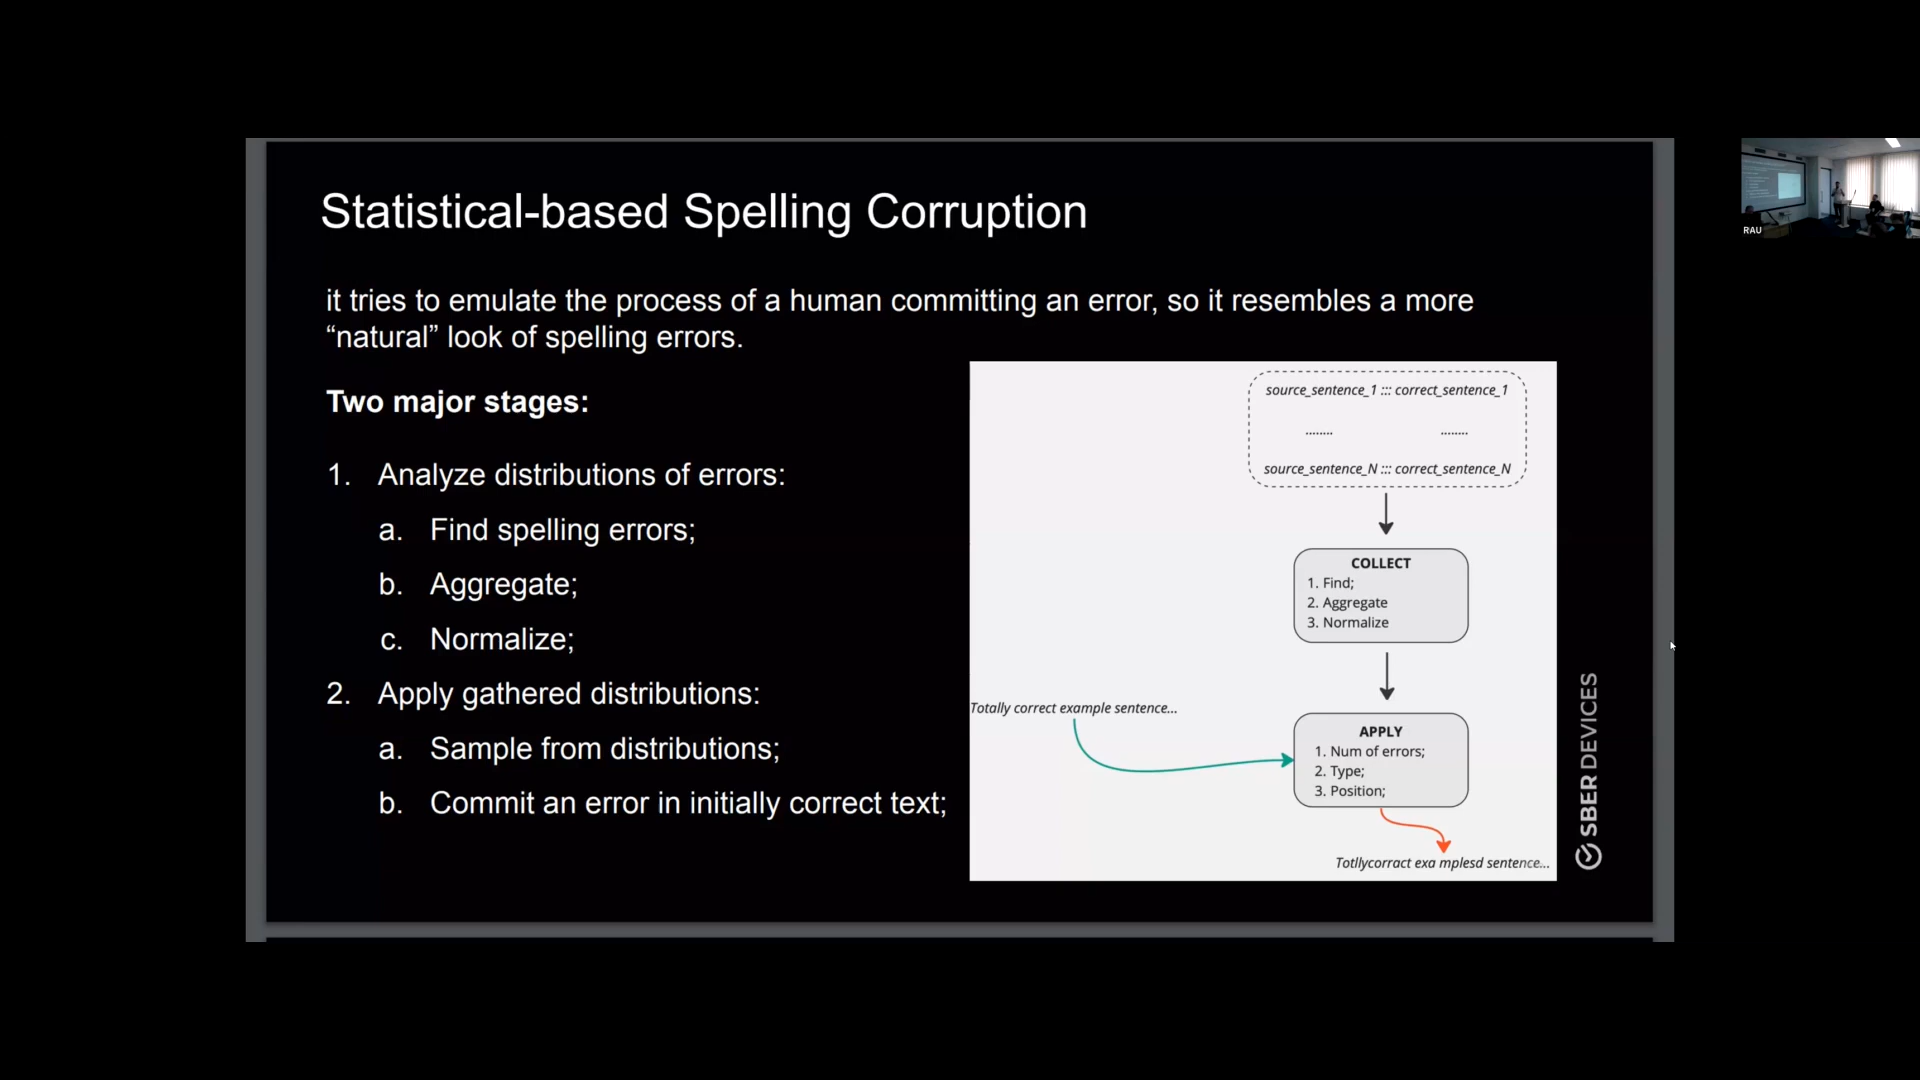 Statistical-based Spelling Corruption
it tries to emulate the process of a human committing an error, so it resembles a more
“natural” look of spelling errors.
Two major stages:
1. Analyze distributions of errors:
a. Find spelling errors;
b. Aggregate;
c. Normalize;
2. Apply gathered distributions:
a. Sample from distributions;
b. Commit an error in initially correct text;
source_sentence_1 ::: correct_sentence_1
........ ........
source_sentence_N ::: correct_sentence_N
COLLECT
1. Find;
2. Aggregate
3. Normalize
Totally correct example sentence...
APPLY
1. Num of errors;
2. Type;
3. Position;
Totllycorract exa mplesd sentence...
SBER DEVICES
RAU